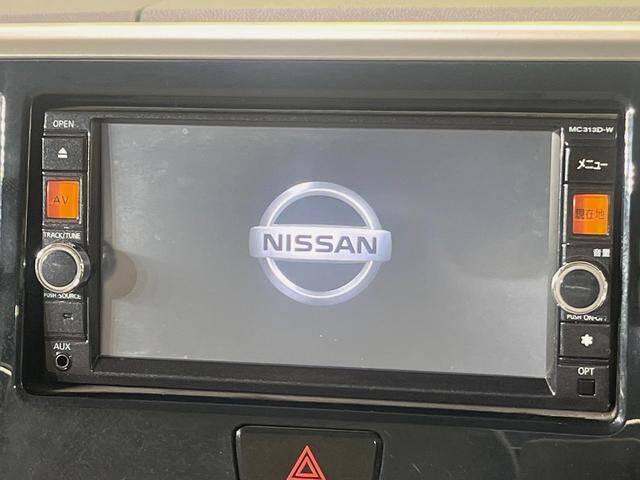 OPEN
MC313D-W
メニュー
AV
現在地
TRACK/TUNE
音量
NISSAN
PUSH SOURCE
PUSH ON-OFF
AUX
OPT